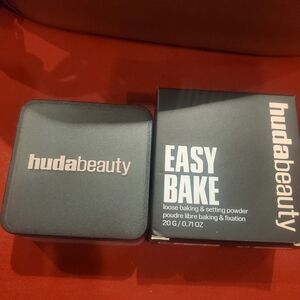 hudabeauty
EASY
BAKE
loose baking & setting powder
poudre libre baking & fixation
20 G / 0.71 OZ
hudabeauty